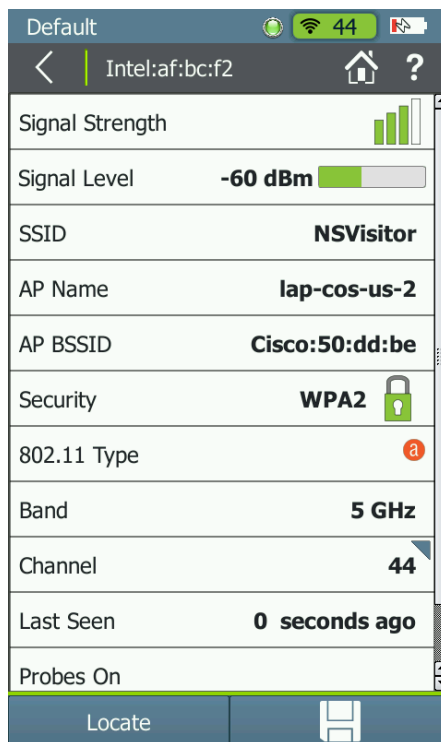 Default 44
Intel:af:bc:f2 ?
Signal Strength
Signal Level -60 dBm
SSID NSVisitor
AP Name lap-cos-us-2
AP BSSID Cisco:50:dd:be
Security WPA2
802.11 Type a
Band 5 GHz
Channel 44
Last Seen 0 seconds ago
Probes On
Locate